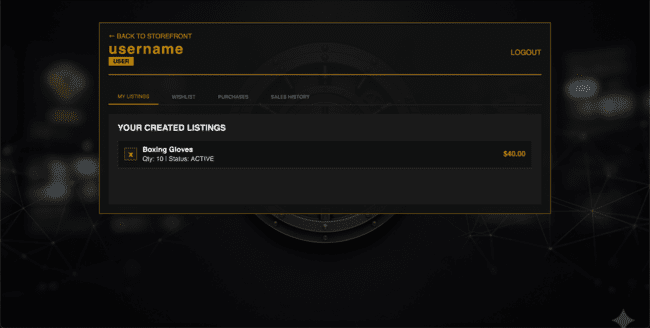 ← BACK TO STOREFRONT
username
USER
LOGOUT
MY LISTINGS WISHLIST PURCHASES SALES HISTORY
YOUR CREATED LISTINGS
X
Boxing Gloves
Qty: 10 | Status: ACTIVE
$40.00